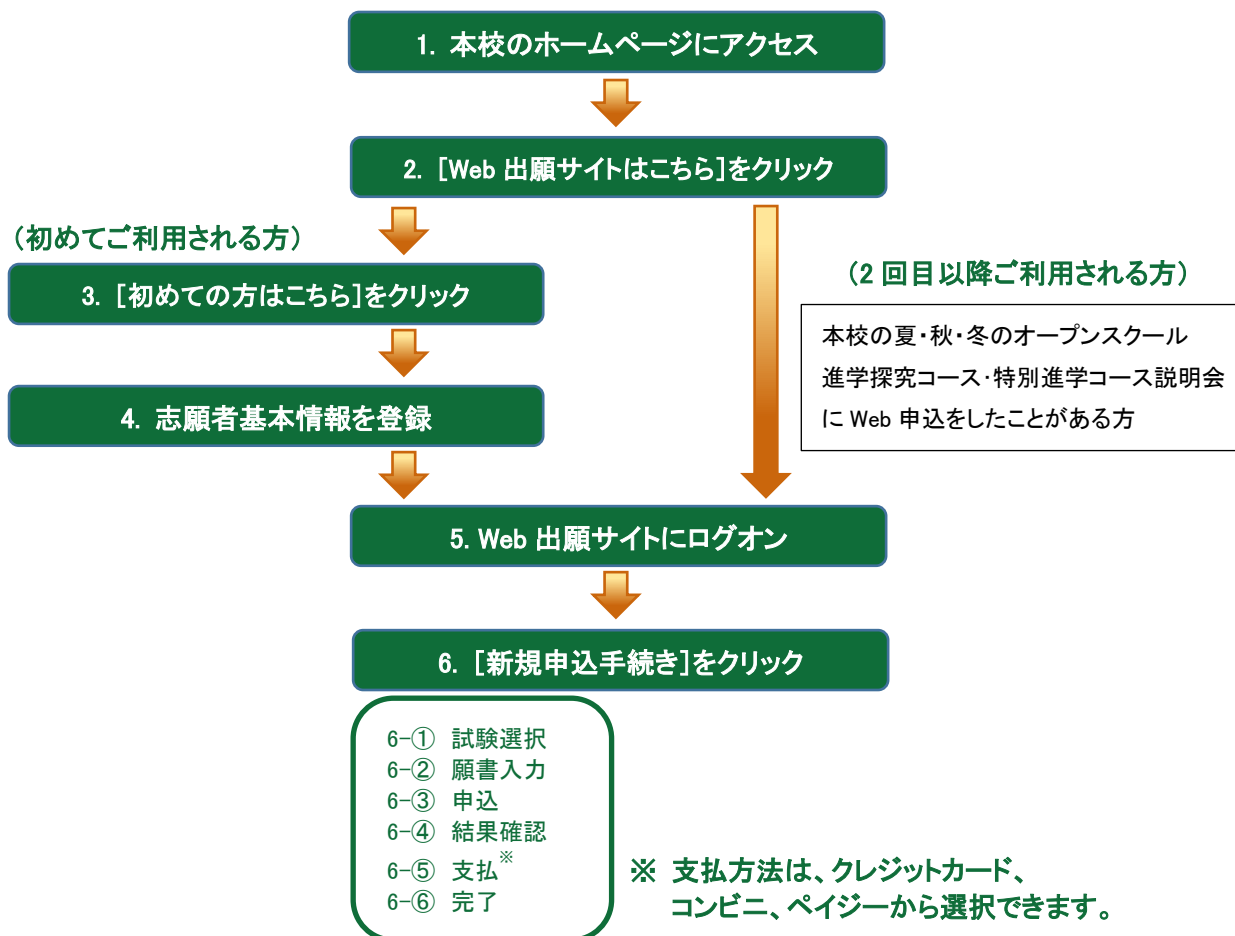 1. 本校のホームページにアクセス
2. [Web 出願サイトはこちら]をクリック
(初めてご利用される方)
3. [初めての方はこちら]をクリック
4. 志願者基本情報を登録
(2 回目以降ご利用される方)
本校の夏・秋・冬のオープンスクール
進学探究コース・特別進学コース説明会
に Web 申込をしたことがある方
5. Web 出願サイトにログオン
6. [新規申込手続き]をクリック
6-① 試験選択
6-② 願書入力
6-③ 申込
6-④ 結果確認
6-⑤ 支払※
6-⑥ 完了
※ 支払方法は、クレジットカード、
コンビニ、ペイジーから選択できます。